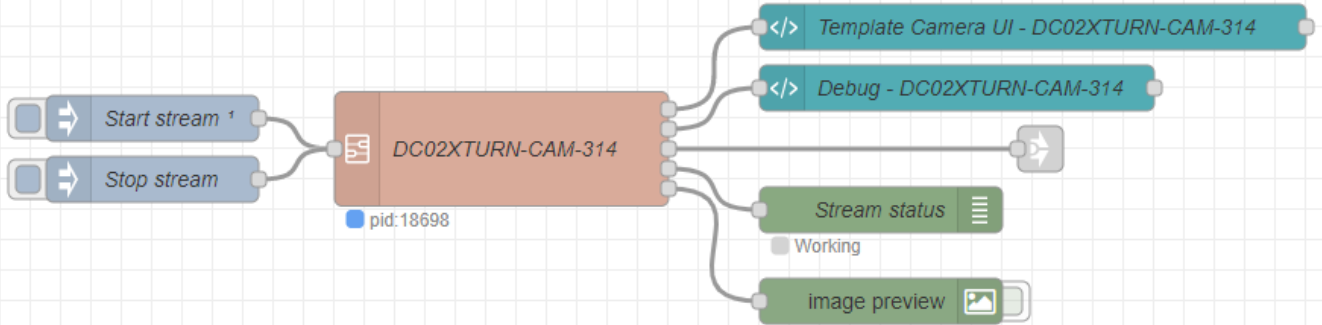 Template Camera UI - DC02XTURN-CAM-314
Debug - DC02XTURN-CAM-314
Start stream ¹
DC02XTURN-CAM-314
Stop stream
Stream status
pid:18698
Working
image preview